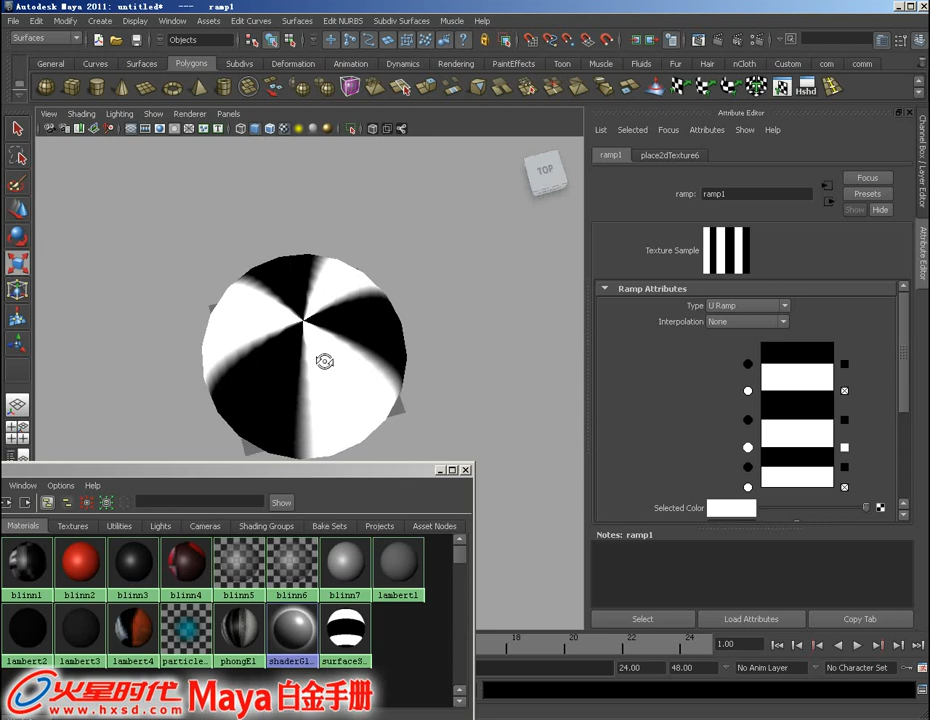 Autodesk Maya 2011: untitled* --- ramp1
File Edit Modify Create Display Window Assets Edit Curves Surfaces Edit NURBS Subdiv Surfaces Muscle Help
Surfaces Objects
General Curves Surfaces Polygons Subdivs Deformation Animation Dynamics Rendering PaintEffects Toon Muscle Fluids Fur Hair nCloth Custom com comm
Hshd
View Shading Lighting Show Renderer Panels
TOP
Attribute Editor
List Selected Focus Attributes Show Help
ramp1 place2dTexture6
Focus
ramp: ramp1 Presets
Show Hide
Texture Sample
Ramp Attributes
Type U Ramp
Interpolation None
Selected Color
Notes: ramp1
Select Load Attributes Copy Tab
Channel Box / Layer Editor
Attribute Editor
Window Options Help
Show
Materials Textures Utilities Lights Cameras Shading Groups Bake Sets Projects Asset Nodes
blinn1 blinn2 blinn3 blinn4 blinn5 blinn6 blinn7 lambert1
lambert2 lambert3 lambert4 particle... phongE1 shaderGl... surfaceS...
18 20 22 24 1.00
24.00 48.00 No Anim Layer No Character Set
火星时代 Maya 白金手册
www.hxsd.com